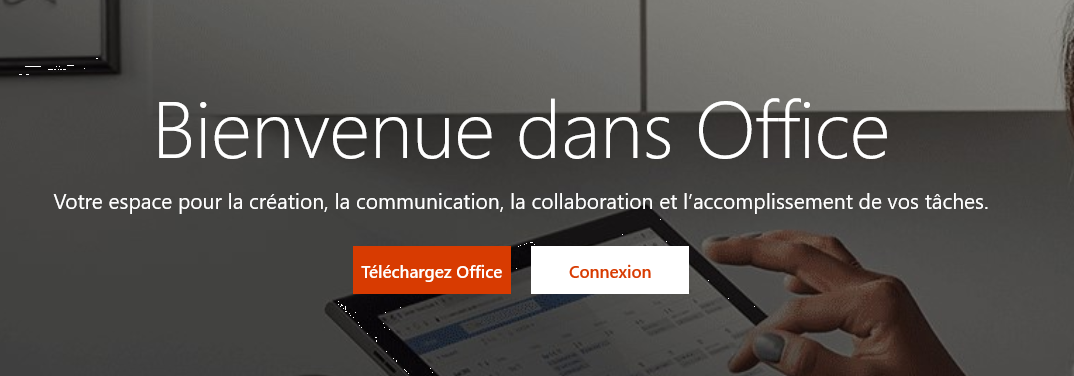 Bienvenue dans Office
Votre espace pour la création, la communication, la collaboration et l’accomplissement de vos tâches.
Téléchargez Office
Connexion